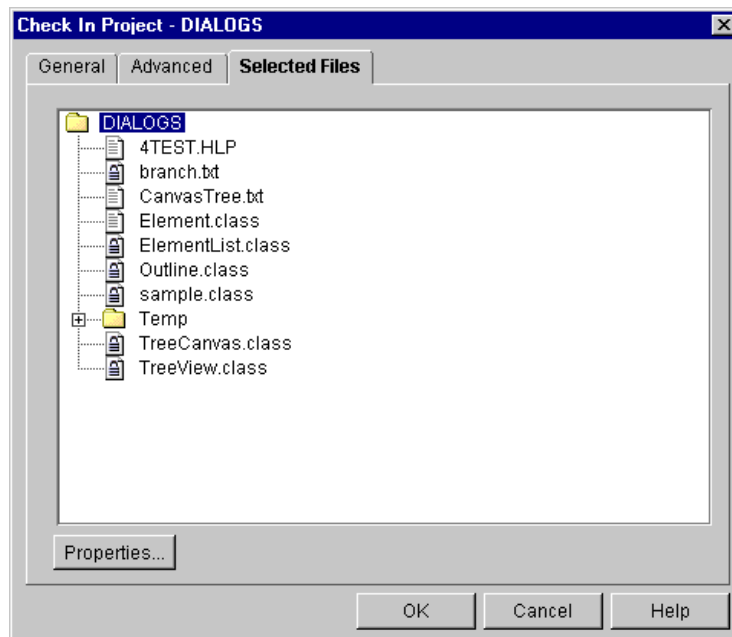 Check In Project - DIALOGS
General Advanced Selected Files
DIALOGS
4TEST.HLP
branch.txt
CanvasTree.txt
Element.class
ElementList.class
Outline.class
sample.class
Temp
TreeCanvas.class
TreeView.class
Properties...
OK Cancel Help